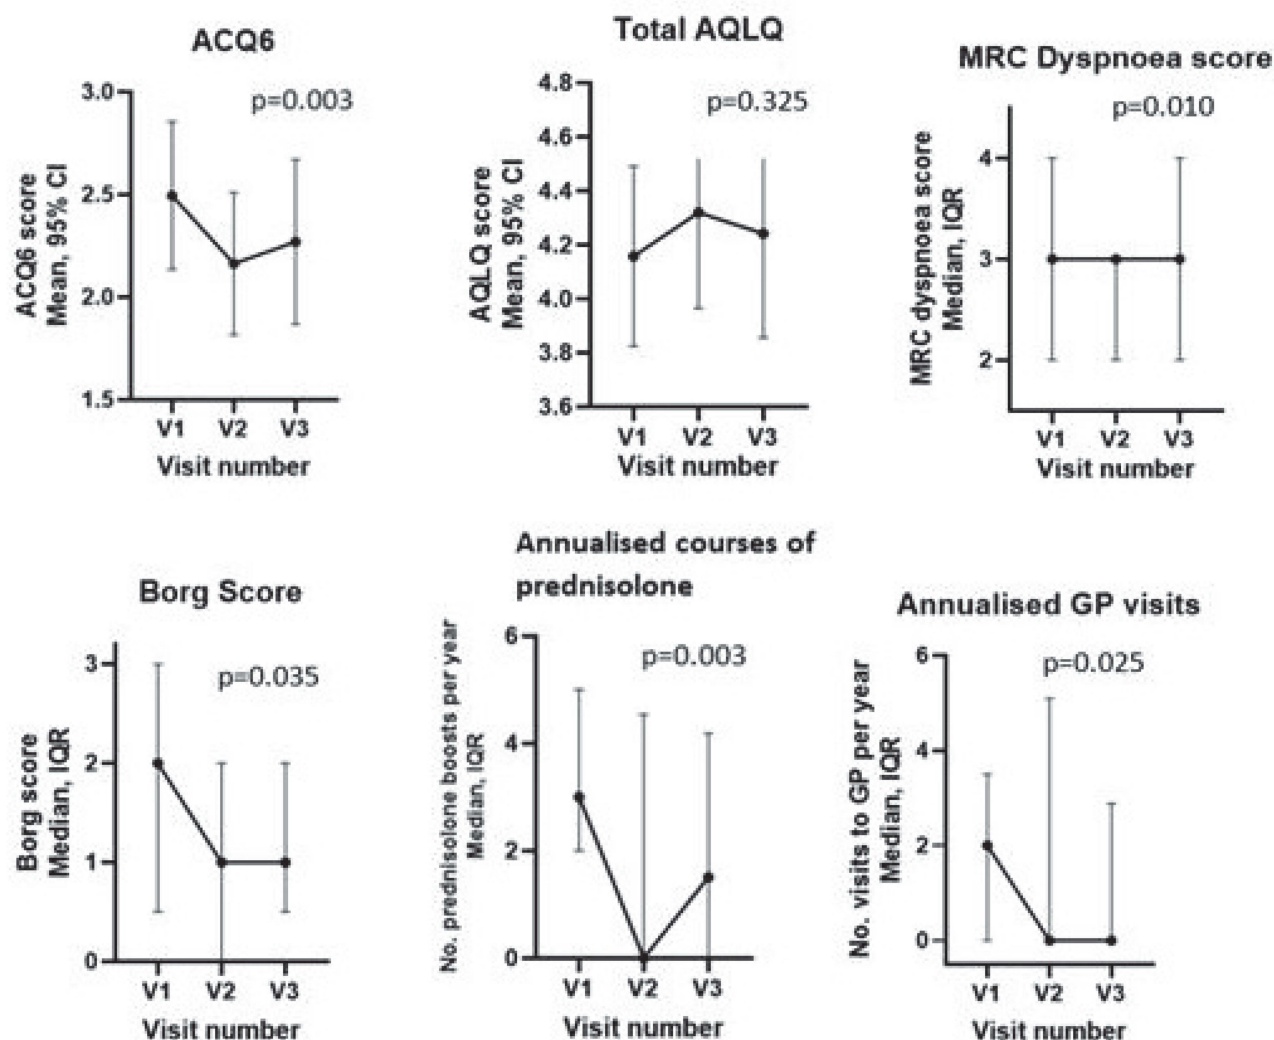 ACQ6
p=0.003
ACQ6 score
Mean, 95% CI
3.0
2.5
2.0
1.5
V1 V2 V3
Visit number
Total AQLQ
p=0.325
AQLQ score
Mean, 95% CI
4.8
4.6
4.4
4.2
4.0
3.8
3.6
V1 V2 V3
Visit number
MRC Dyspnoea score
p=0.010
MRC dyspnoea score
Median, IQR
4
3
2
V1 V2 V3
Visit number
Borg Score
p=0.035
Borg score
Median, IQR
3
2
1
0
V1 V2 V3
Visit number
Annualised courses of
prednisolone
p=0.003
No. prednisolone boosts per year
Median, IQR
6
4
2
0
V1 V2 V3
Visit number
Annualised GP visits
p=0.025
No. visits to GP per year
Median, IQR
6
4
2
0
V1 V2 V3
Visit number